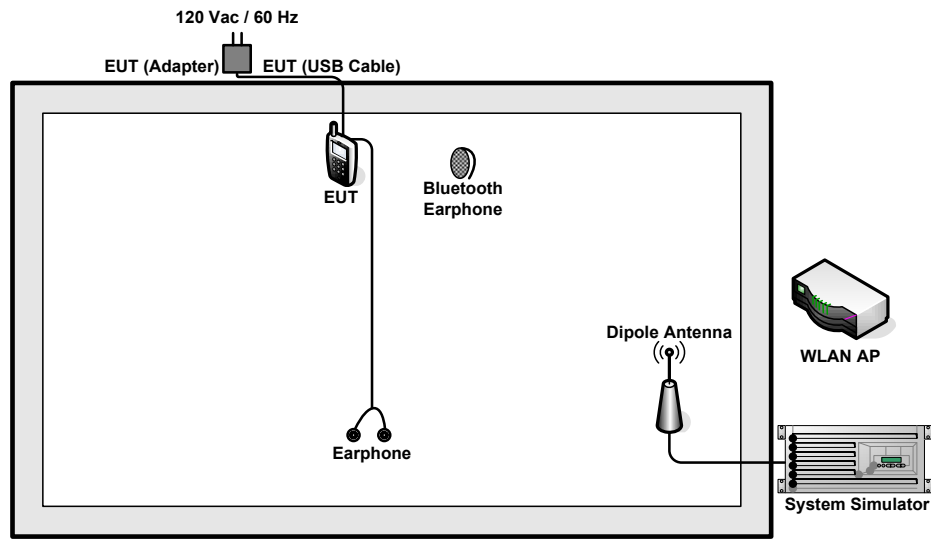 120 Vac / 60 Hz
EUT (Adapter)
EUT (USB Cable)
EUT
Bluetooth
Earphone
Dipole Antenna
WLAN AP
Earphone
System Simulator